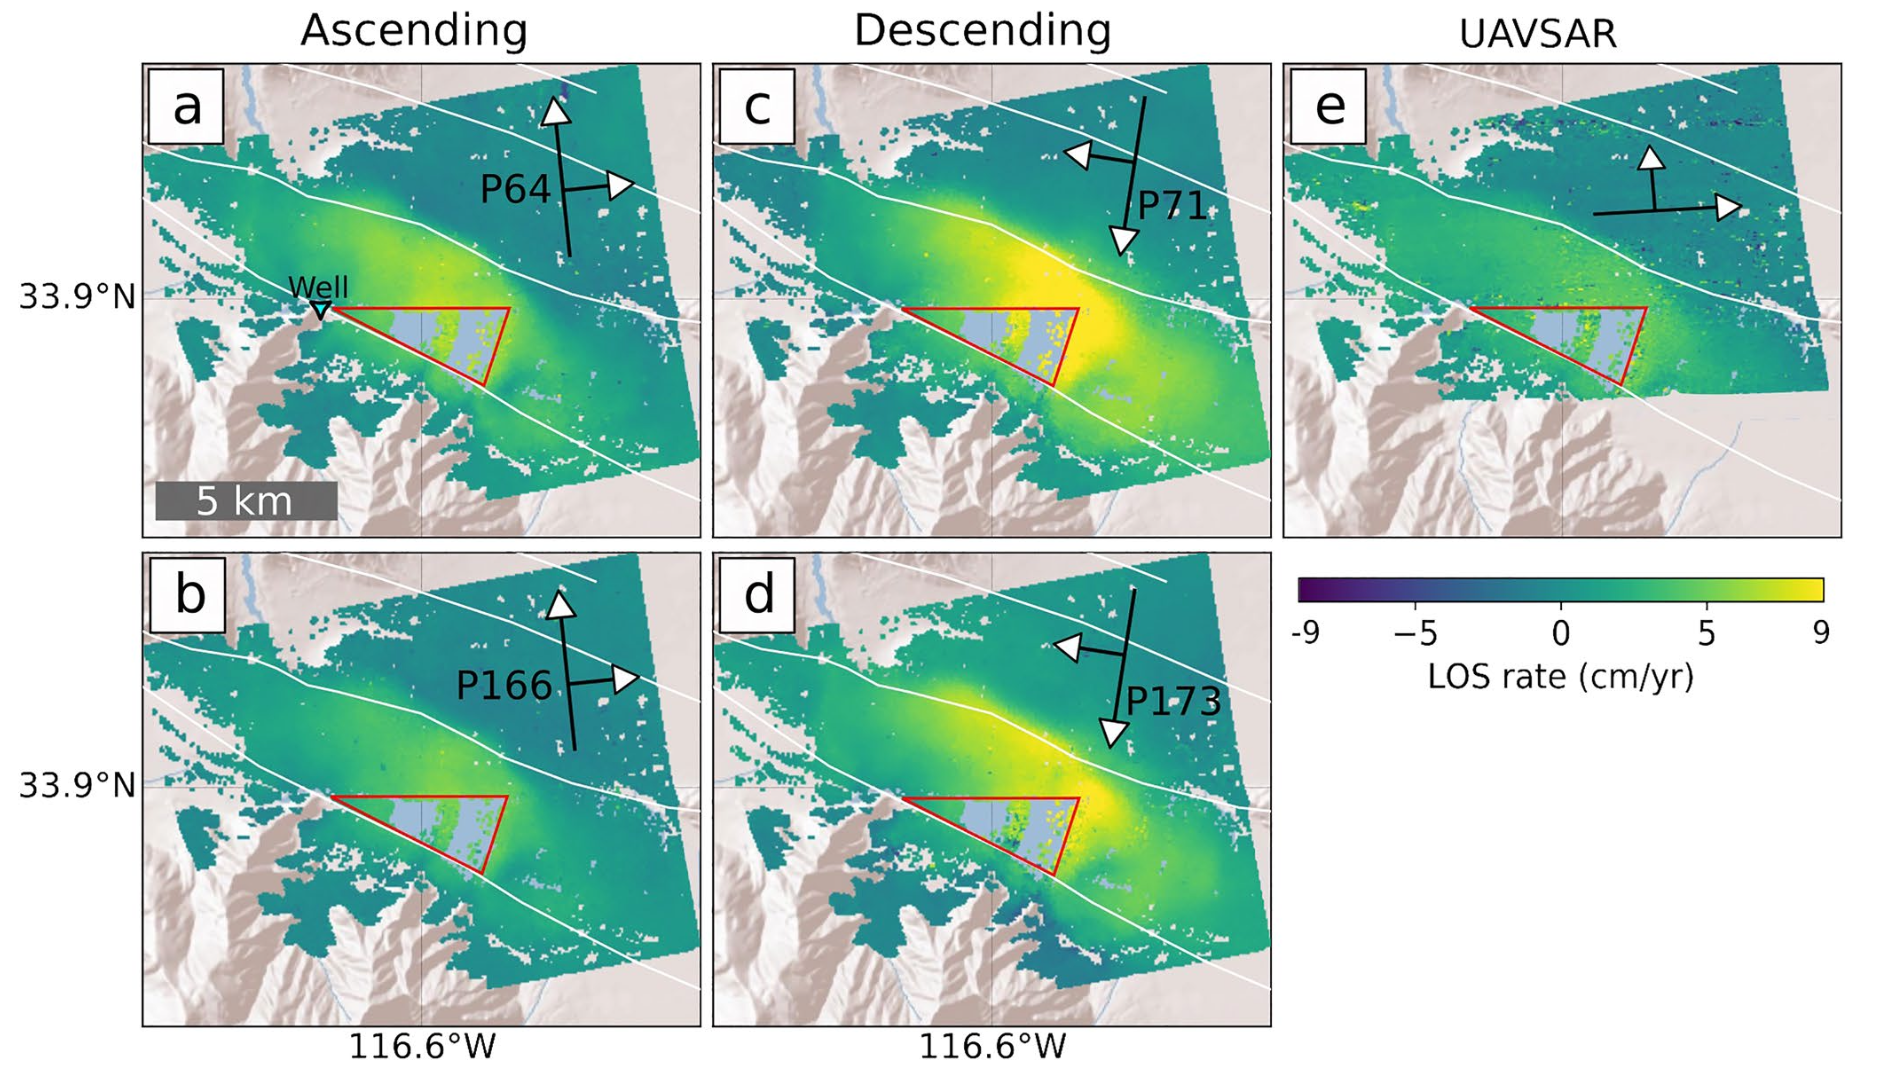 Ascending
Descending
UAVSAR
a
P64
Well
33.9°N
5 km
c
P71
e
b
P166
33.9°N
116.6°W
d
P173
116.6°W
-9
−5
0
5
9
LOS rate (cm/yr)